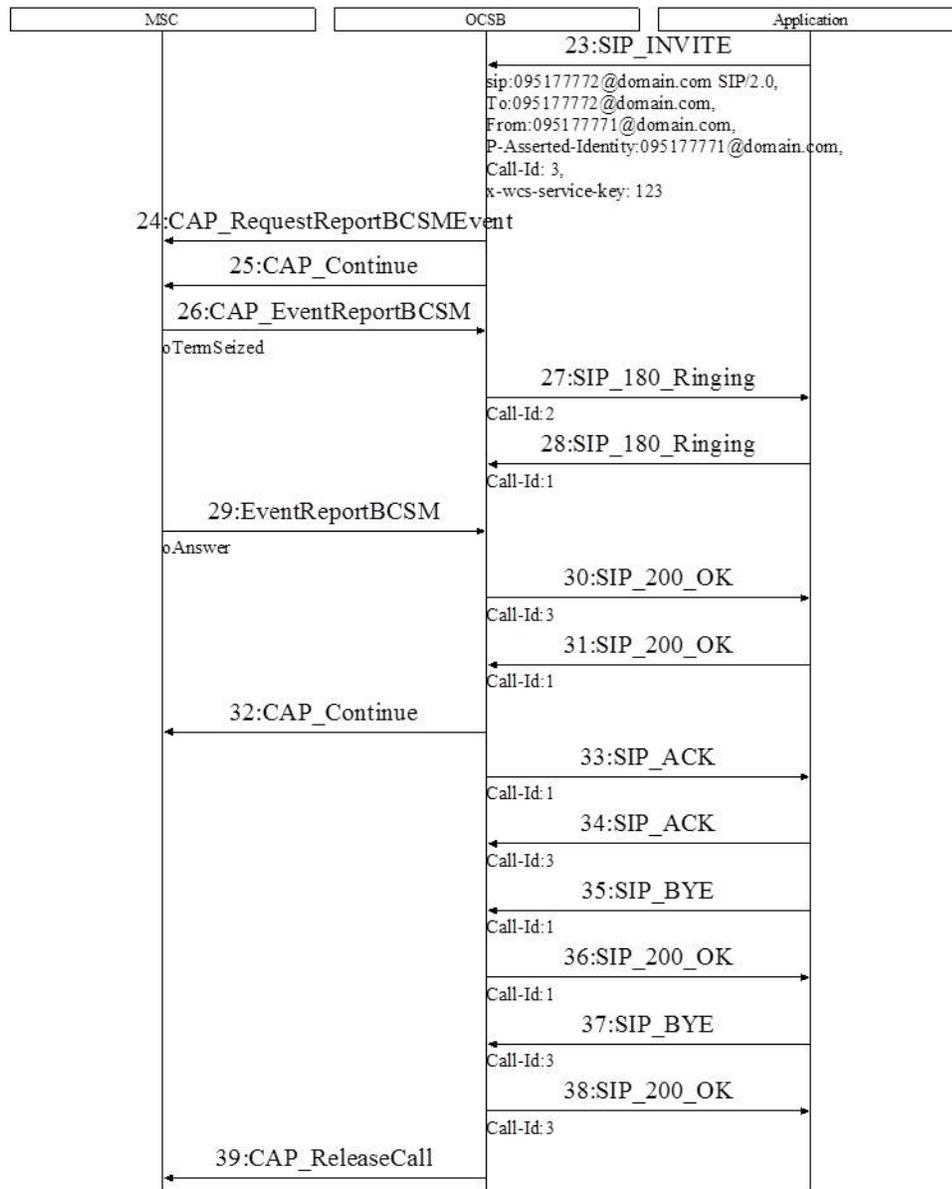 MSC
OCSB
Application
23:SIP_INVITE
sip:095177772@domain.com SIP/2.0,
To:095177772@domain.com,
From:095177771@domain.com,
P-Asserted-Identity:095177771@domain.com,
Call-Id: 3,
x-wcs-service-key: 123
24:CAP_RequestReportBCSMEvent
25:CAP_Continue
26:CAP_EventReportBCSM
oTermSeized
27:SIP_180_Ringing
Call-Id:2
28:SIP_180_Ringing
Call-Id:1
29:EventReportBCSM
oAnswer
30:SIP_200_OK
Call-Id:3
31:SIP_200_OK
Call-Id:1
32:CAP_Continue
33:SIP_ACK
Call-Id:1
34:SIP_ACK
Call-Id:3
35:SIP_BYE
Call-Id:1
36:SIP_200_OK
Call-Id:1
37:SIP_BYE
Call-Id:3
38:SIP_200_OK
Call-Id:3
39:CAP_ReleaseCall